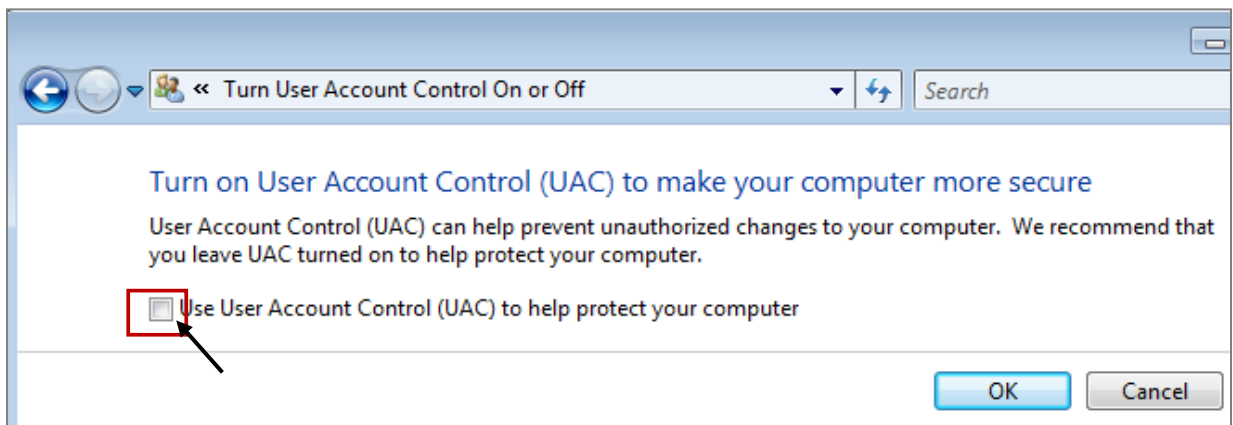 « Turn User Account Control On or Off
Search
Turn on User Account Control (UAC) to make your computer more secure
User Account Control (UAC) can help prevent unauthorized changes to your computer. We recommend that
you leave UAC turned on to help protect your computer.
Use User Account Control (UAC) to help protect your computer
OK
Cancel